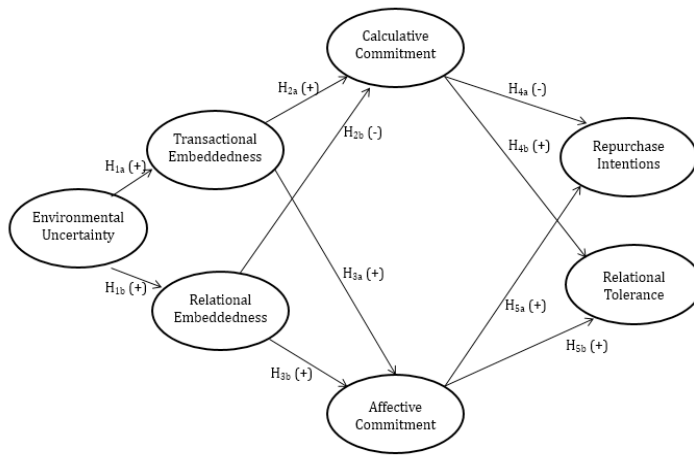 Calculative
Commitment
H2a (+)
H4a (-)
H2b (-)
Transactional
Embeddedness
H4b (+)
Repurchase
Intentions
H1a (+)
Environmental
Uncertainty
H3a (+)
H1b (+)
Relational
Embeddedness
Relational
Tolerance
H5a (+)
H5b (+)
H3b (+)
Affective
Commitment